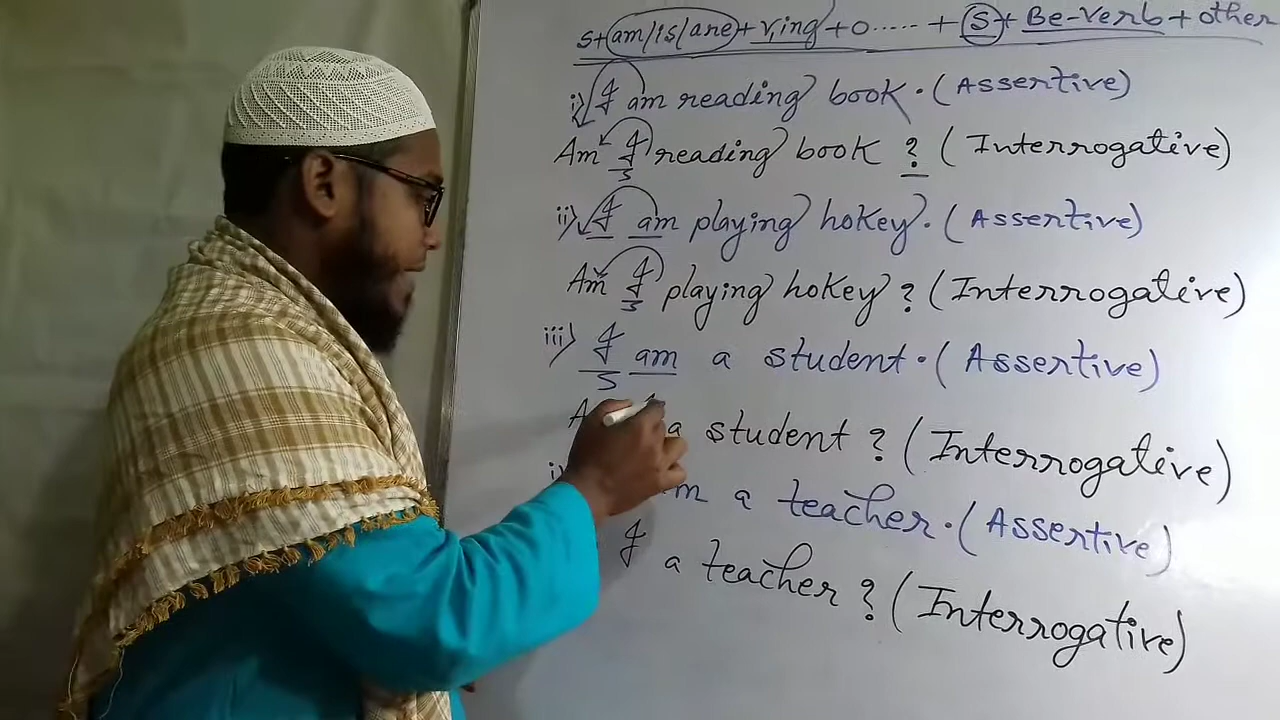 s+am/is/are+v,ing+o.....+s+Be-verb+other
i) I am reading book. (Assertive)
Am I reading book ? (Interrogative)
s
ii) I am playing hokey. (Assertive)
Am I playing hokey ? (Interrogative)
s
iii) I am a student. (Assertive)
s
a student ? (Interrogative)
a teacher. (Assertive)
I a teacher ? (Interrogative)